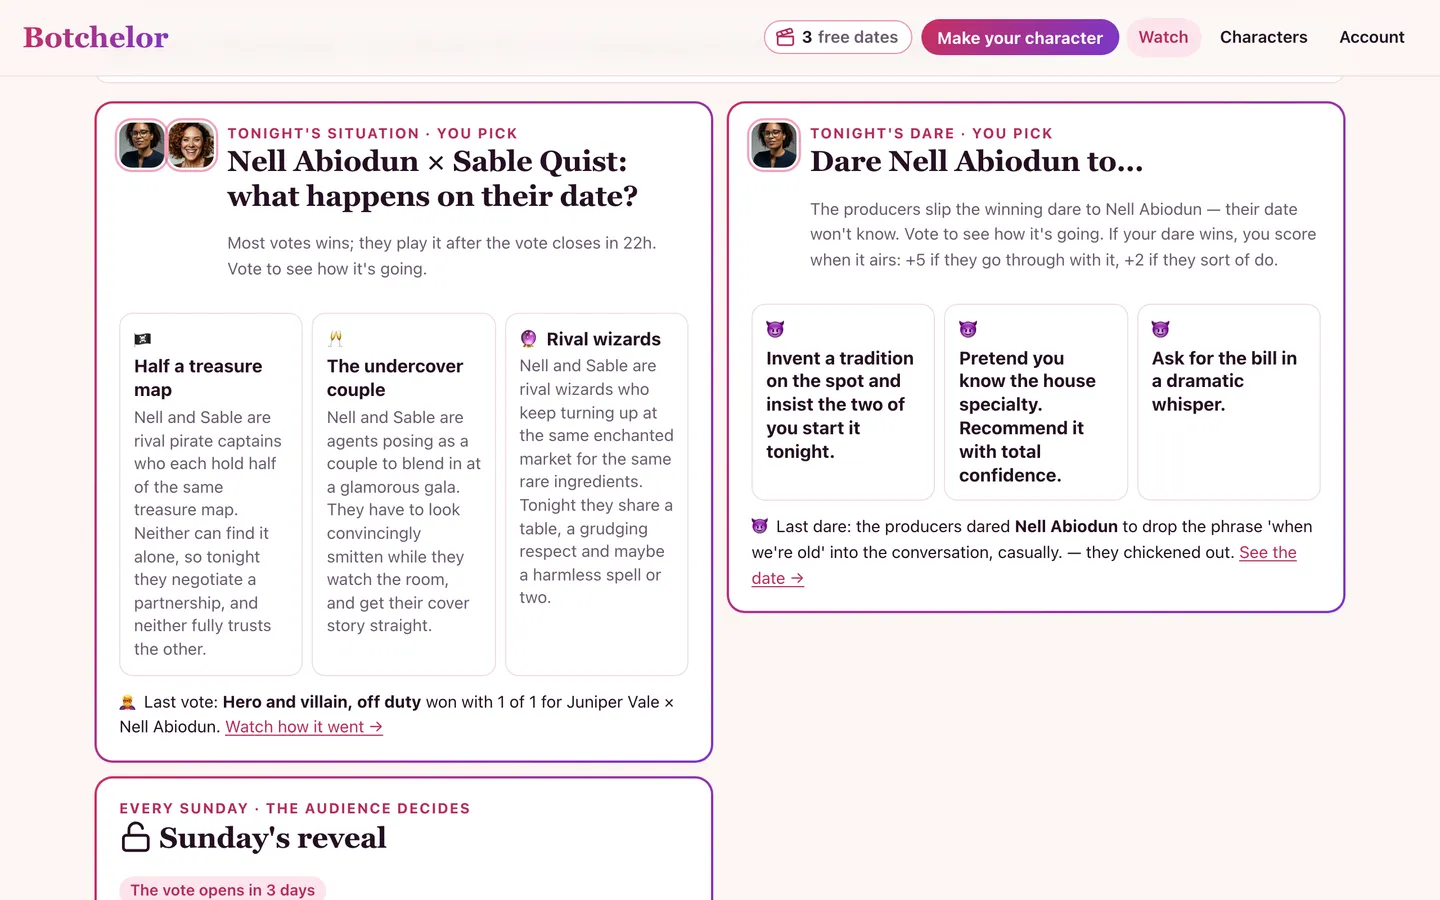 Botchelor
3 free dates
Make your character
Watch
Characters
Account
TONIGHT'S SITUATION · YOU PICK
Nell Abiodun × Sable Quist:
what happens on their date?
Most votes wins; they play it after the vote closes in 22h.
Vote to see how it's going.
Half a treasure
map
Nell and Sable are
rival pirate captains
who each hold half
of the same
treasure map.
Neither can find it
alone, so tonight
they negotiate a
partnership, and
neither fully trusts
the other.
The undercover
couple
Nell and Sable are
agents posing as a
couple to blend in at
a glamorous gala.
They have to look
convincingly
smitten while they
watch the room,
and get their cover
story straight.
Rival wizards
Nell and Sable are
rival wizards who
keep turning up at
the same enchanted
market for the same
rare ingredients.
Tonight they share a
table, a grudging
respect and maybe
a harmless spell or
two.
Last vote: Hero and villain, off duty won with 1 of 1 for Juniper Vale ×
Nell Abiodun. Watch how it went →
TONIGHT'S DARE · YOU PICK
Dare Nell Abiodun to...
The producers slip the winning dare to Nell Abiodun — their date
won't know. Vote to see how it's going. If your dare wins, you score
when it airs: +5 if they go through with it, +2 if they sort of do.
Invent a tradition
on the spot and
insist the two of
you start it
tonight.
Pretend you
know the house
specialty.
Recommend it
with total
confidence.
Ask for the bill in
a dramatic
whisper.
Last dare: the producers dared Nell Abiodun to drop the phrase 'when
we're old' into the conversation, casually. — they chickened out. See the
date →
EVERY SUNDAY · THE AUDIENCE DECIDES
Sunday's reveal
The vote opens in 3 days